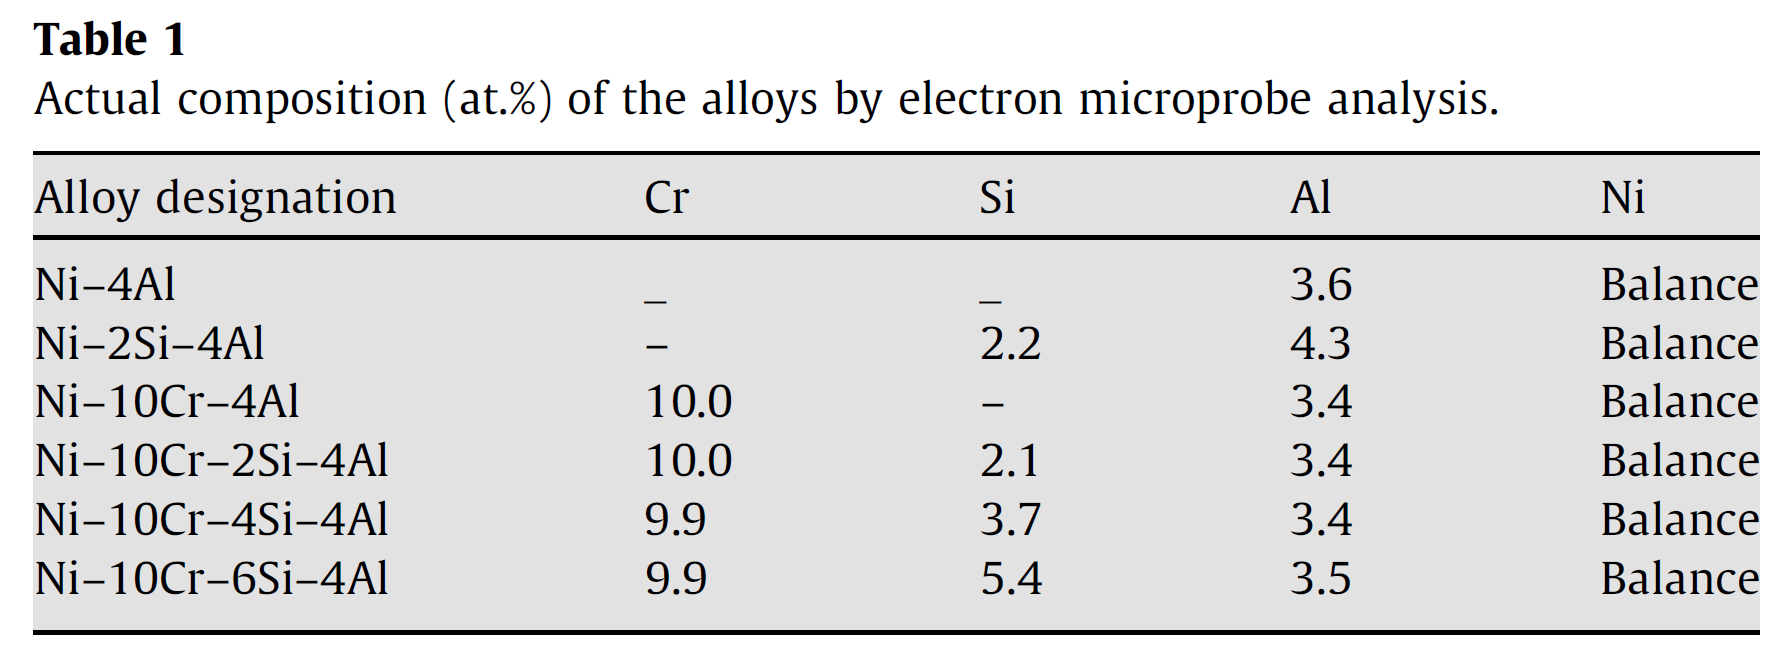 Table 1
Actual composition (at.%) of the alloys by electron microprobe analysis.
Alloy designation Cr Si Al Ni
Ni–4Al _ _ 3.6 Balance
Ni–2Si–4Al – 2.2 4.3 Balance
Ni–10Cr–4Al 10.0 – 3.4 Balance
Ni–10Cr–2Si–4Al 10.0 2.1 3.4 Balance
Ni–10Cr–4Si–4Al 9.9 3.7 3.4 Balance
Ni–10Cr–6Si–4Al 9.9 5.4 3.5 Balance